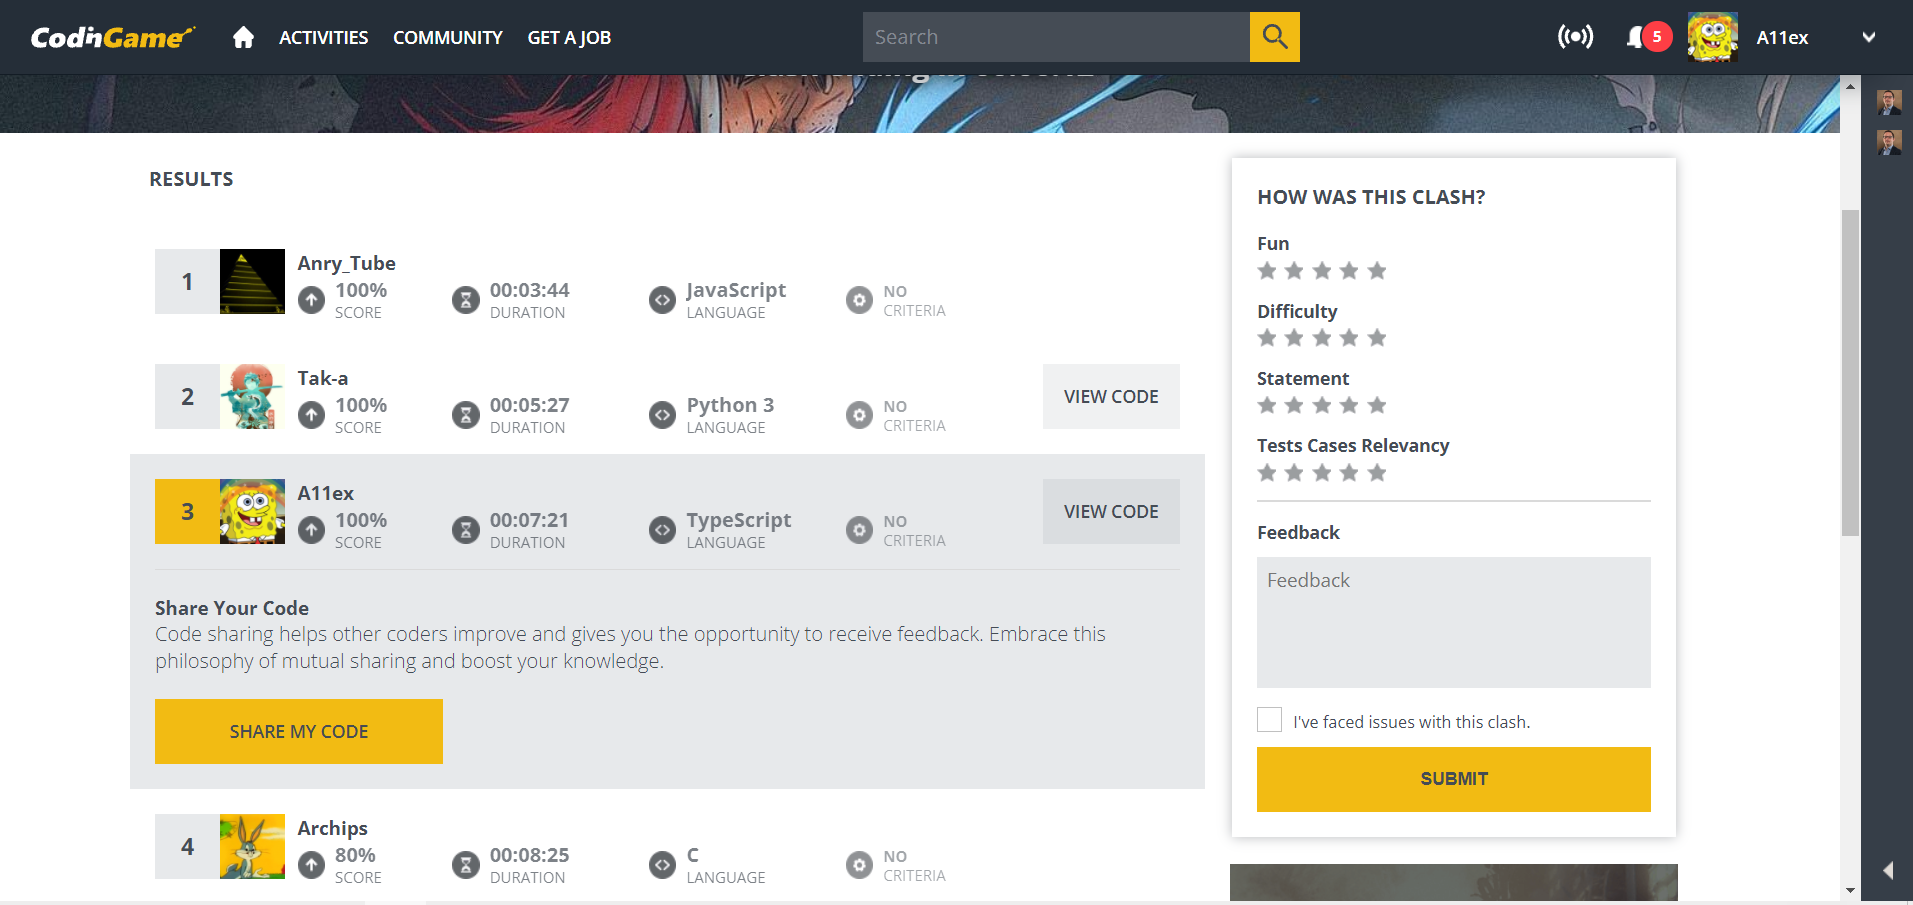 CodinGame
ACTIVITIES
COMMUNITY
GET A JOB
Search
5
A11ex
RESULTS
1
Anry_Tube
100%
SCORE
00:03:44
DURATION
JavaScript
LANGUAGE
NO
CRITERIA
2
Tak-a
100%
SCORE
00:05:27
DURATION
Python 3
LANGUAGE
NO
CRITERIA
VIEW CODE
3
A11ex
100%
SCORE
00:07:21
DURATION
TypeScript
LANGUAGE
NO
CRITERIA
VIEW CODE
Share Your Code
Code sharing helps other coders improve and gives you the opportunity to receive feedback. Embrace this
philosophy of mutual sharing and boost your knowledge.
SHARE MY CODE
4
Archips
80%
SCORE
00:08:25
DURATION
C
LANGUAGE
NO
CRITERIA
HOW WAS THIS CLASH?
Fun
Difficulty
Statement
Tests Cases Relevancy
Feedback
Feedback
I've faced issues with this clash.
SUBMIT